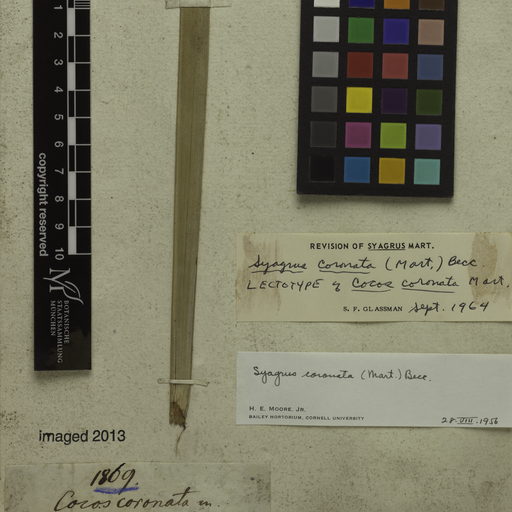 1
2
3
4
5
6
7
8
9
10
copyright reserved
BOTANISCHE
STAATSSAMMLUNG
MÜNCHEN
REVISION OF SYAGRUS MART.
Syagrus coronata (Mart.) Becc.
LECTOTYPE of Cocos coronata Mart.
S. F. GLASSMAN Sept. 1964
Syagrus coronata (Mart.) Becc.
H. E. MOORE, JR.
BAILEY HORTORIUM, CORNELL UNIVERSITY
28·VIII·1956
imaged 2013
1869.
Cocos coronata m.